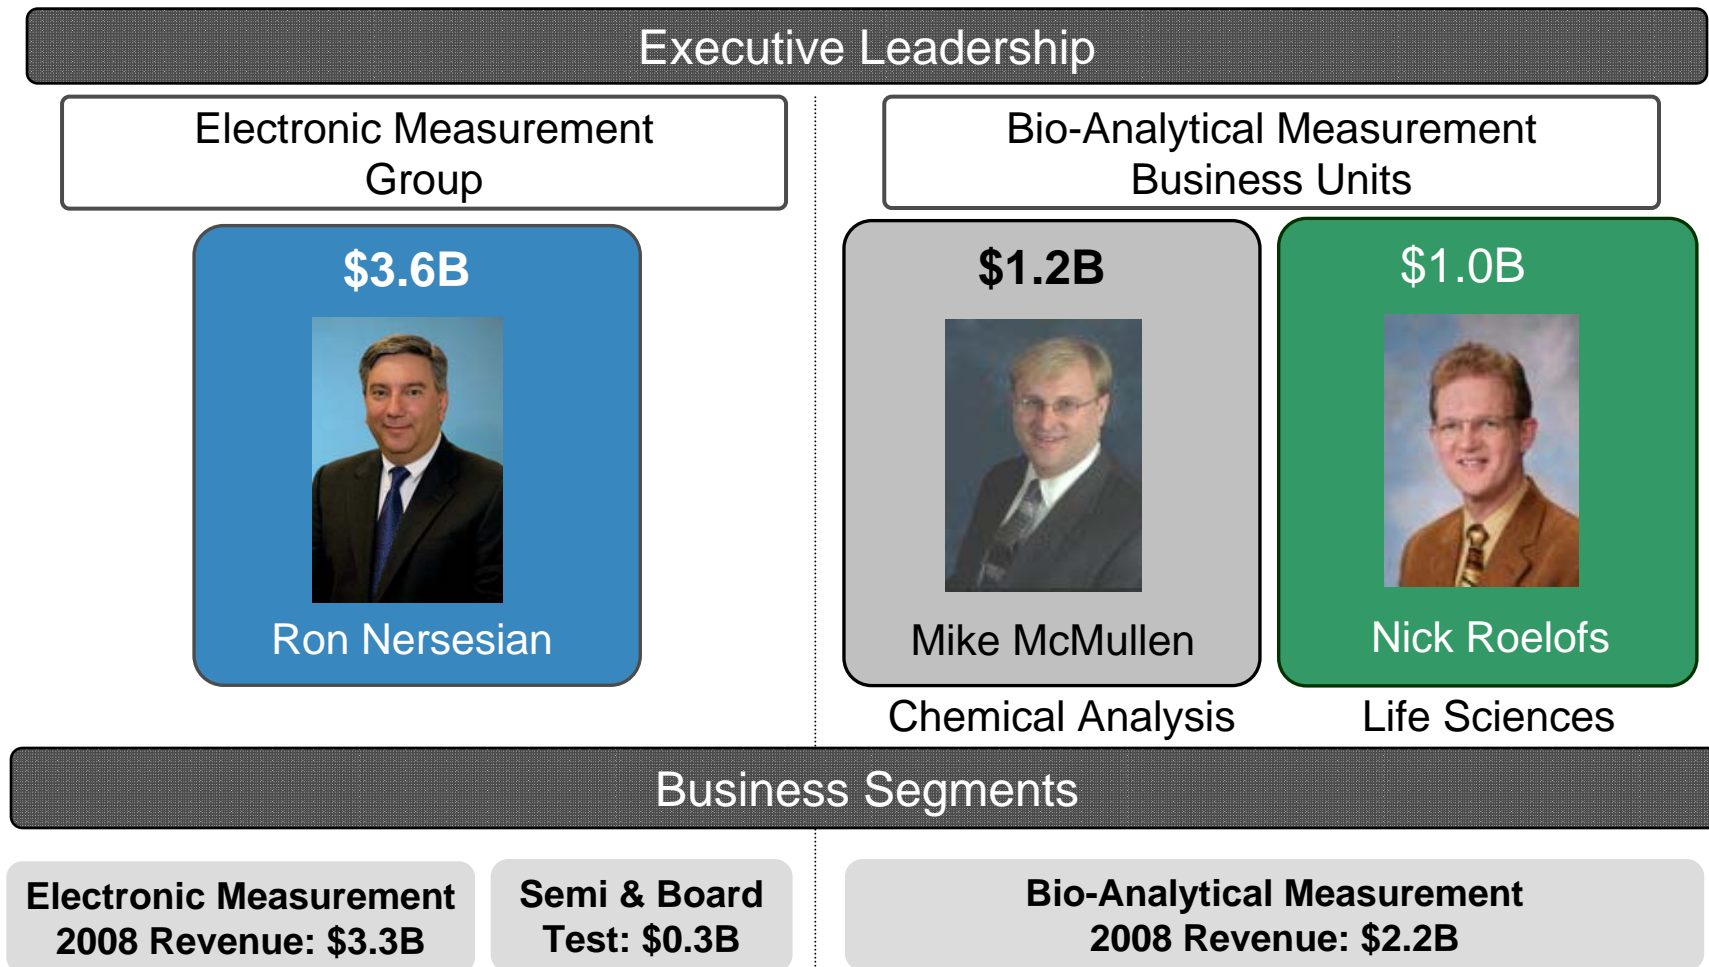 Executive Leadership
Electronic Measurement
Group
Bio-Analytical Measurement
Business Units
$3.6B
Ron Nersesian
$1.2B
Mike McMullen
Chemical Analysis
$1.0B
Nick Roelofs
Life Sciences
Business Segments
Electronic Measurement
2008 Revenue: $3.3B
Semi & Board
Test: $0.3B
Bio-Analytical Measurement
2008 Revenue: $2.2B